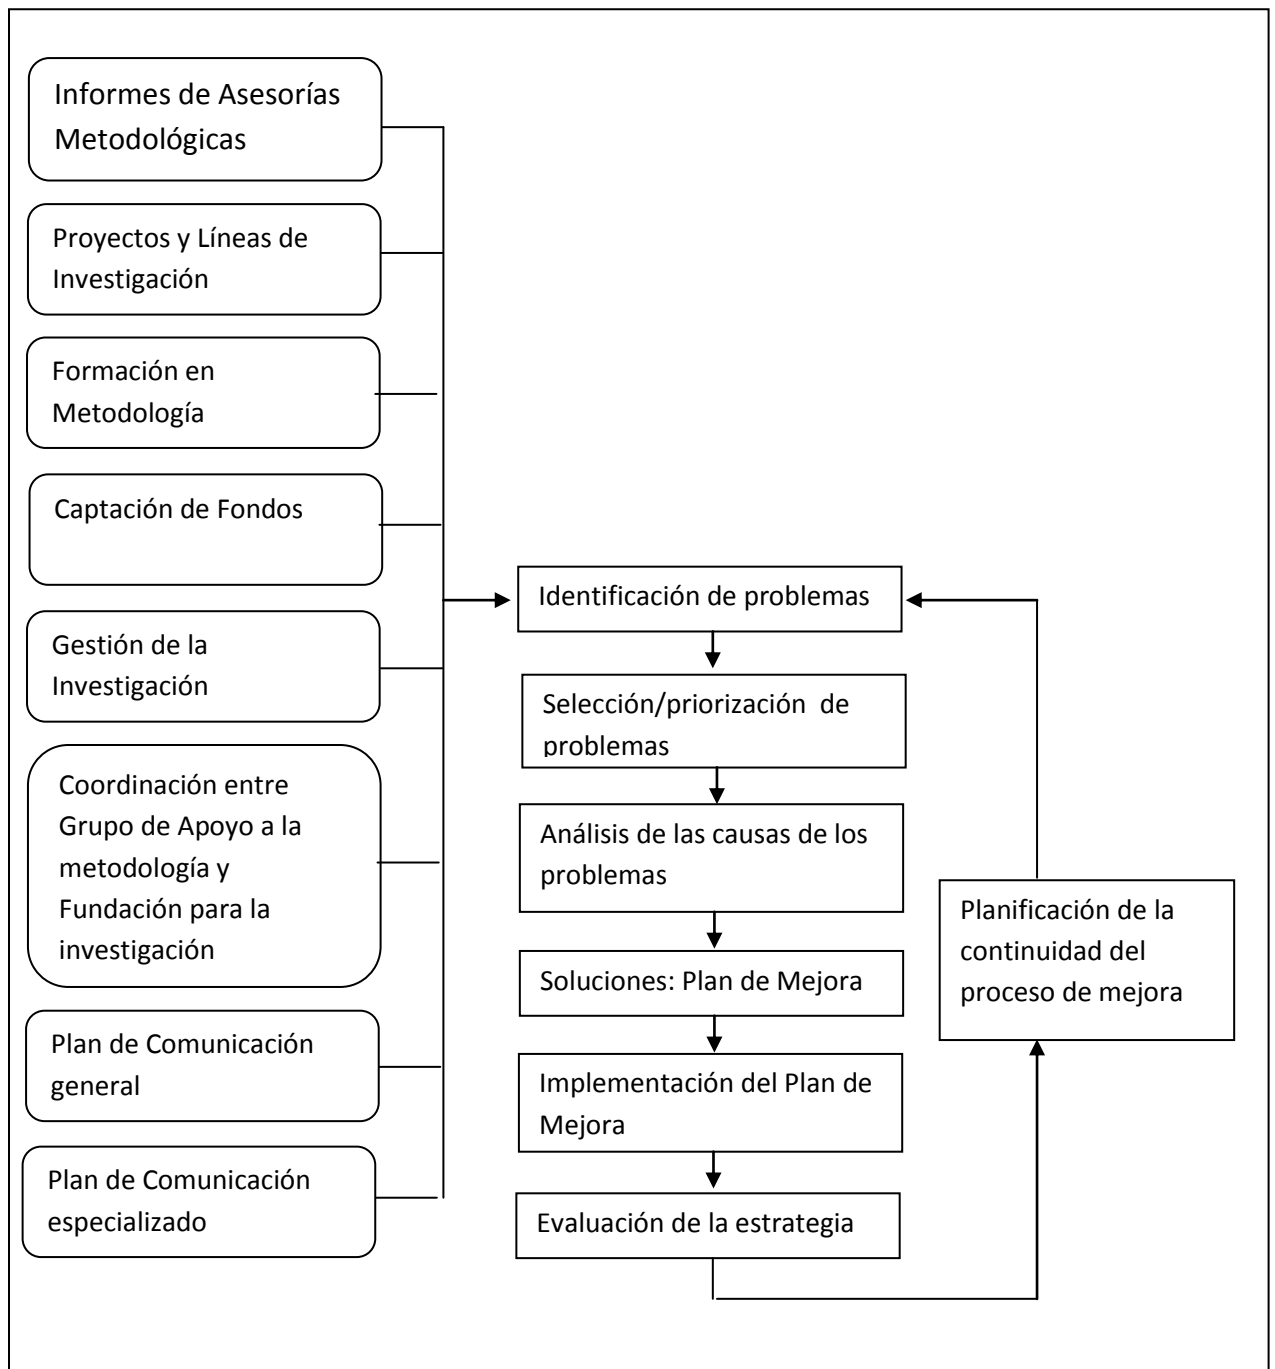 Informes de Asesorías
Metodológicas
Proyectos y Líneas de
Investigación
Formación en
Metodología
Captación de Fondos
Gestión de la
Investigación
Coordinación entre
Grupo de Apoyo a la
metodología y
Fundación para la
investigación
Plan de Comunicación
general
Plan de Comunicación
especializado
Identificación de problemas
Selección/priorización de
problemas
Análisis de las causas de los
problemas
Soluciones: Plan de Mejora
Implementación del Plan de
Mejora
Evaluación de la estrategia
Planificación de la
continuidad del
proceso de mejora